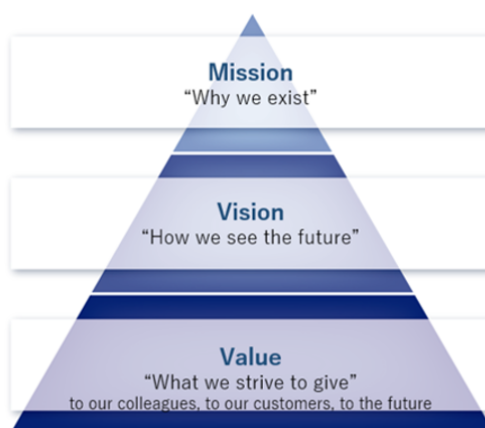 Mission
“Why we exist”
Vision
“How we see the future”
Value
“What we strive to give”
to our colleagues, to our customers, to the future